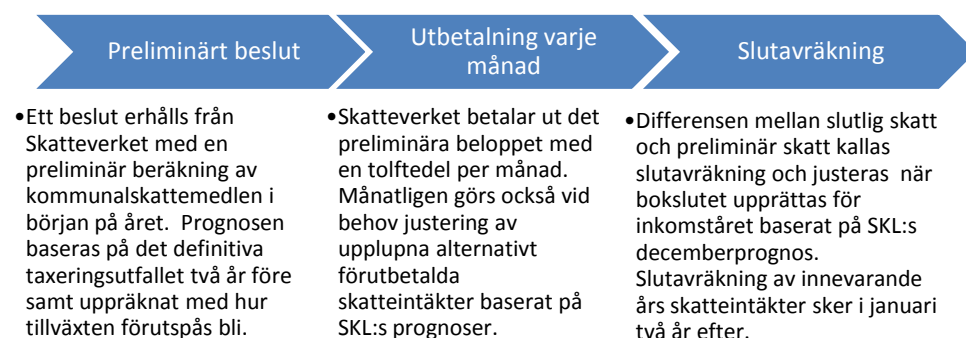 Preliminärt beslut
Utbetalning varje
månad
Slutavräkning
•Ett beslut erhålls från
Skatteverket med en
preliminär beräkning av
kommunalskattemedlen i
början på året. Prognosen
baseras på det definitiva
taxeringsutfallet två år före
samt uppräknat med hur
tillväxten förutspås bli.
•Skatteverket betalar ut det
preliminära beloppet med
en tolftedel per månad.
Månatligen görs också vid
behov justering av
upplupna alternativt
förutbetalda
skatteintäkter baserat på
SKL:s prognoser.
•Differensen mellan slutlig skatt
och preliminär skatt kallas
slutavräkning och justeras när
bokslutet upprättas för
inkomståret baserat på SKL:s
decemberprognos.
Slutavräkning av innevarande
års skatteintäkter sker i januari
två år efter.